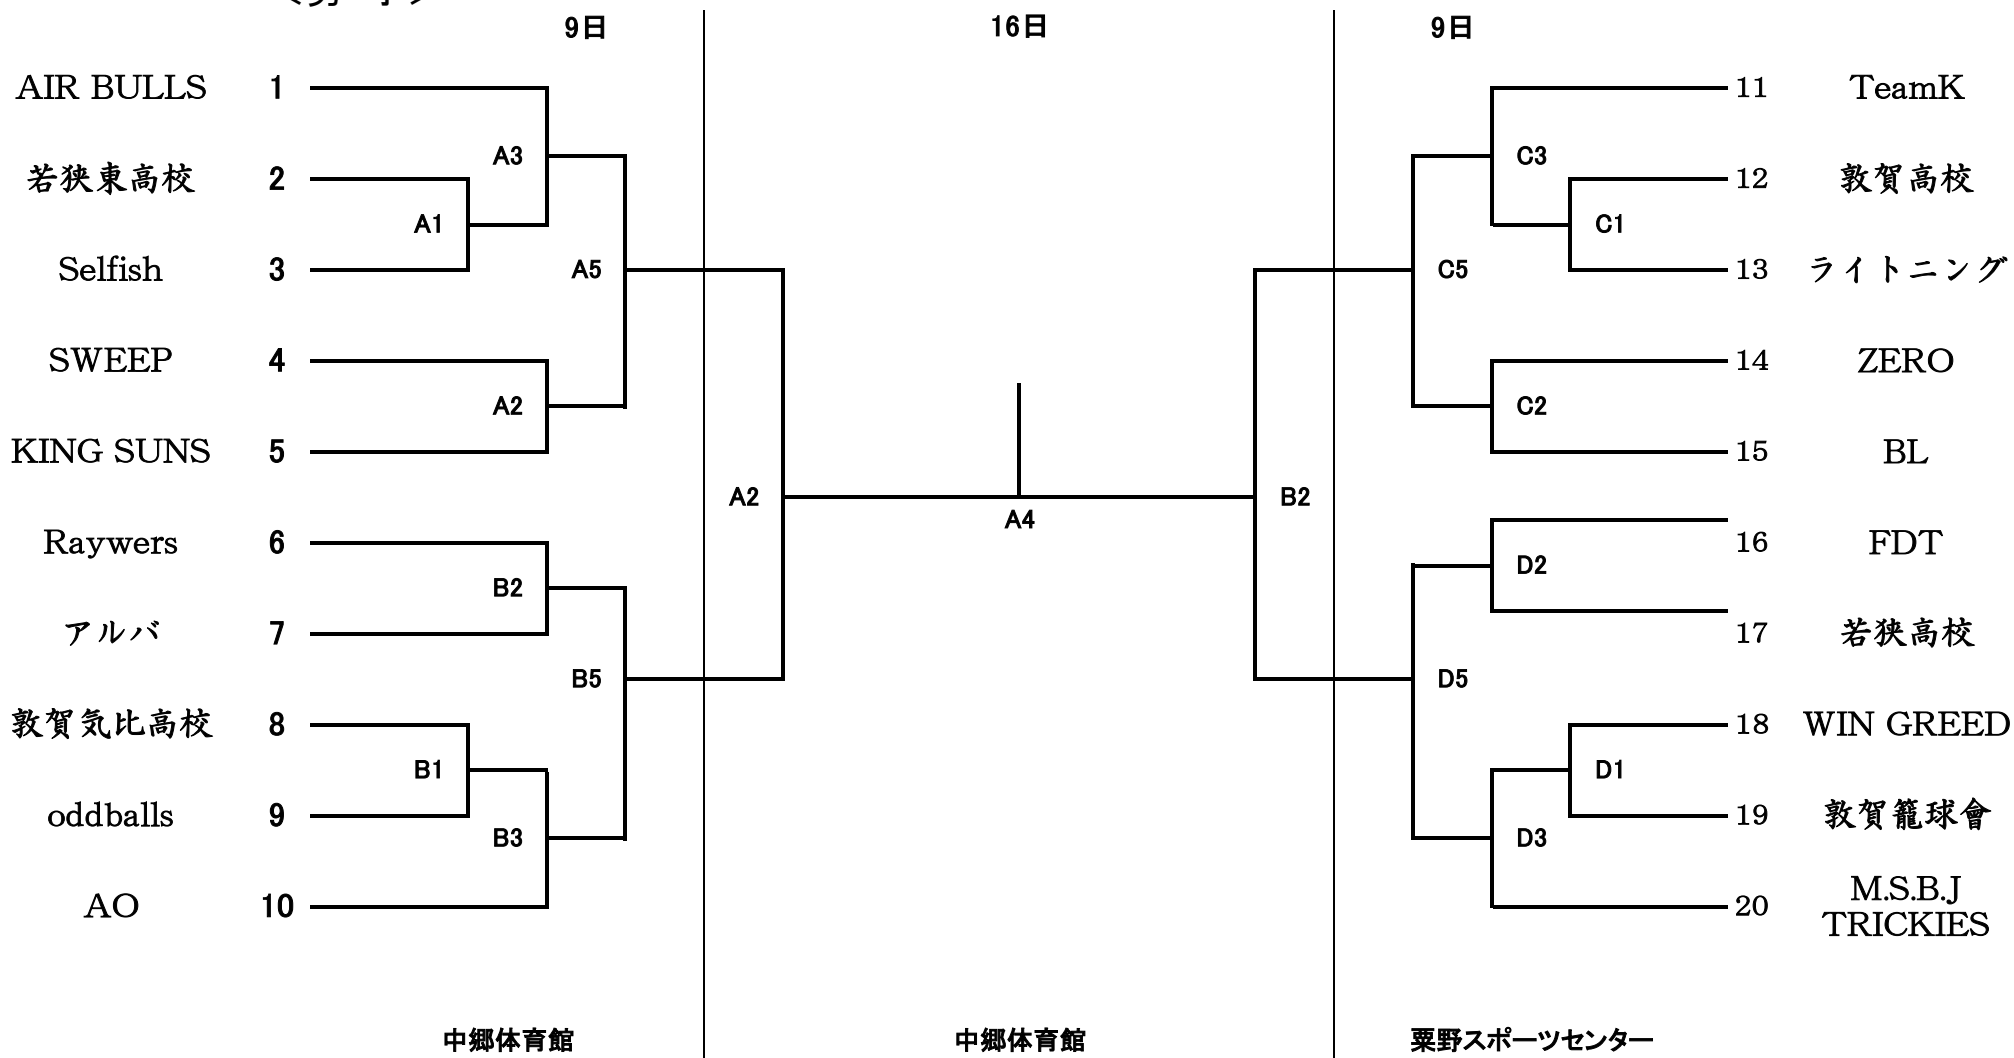 9日 16日 9日
AIR BULLS 1 11 TeamK
A3 C3
若狭東高校 2 12 敦賀高校
A1 C1
Selfish 3 A5 C5 13 ライトニング
SWEEP 4 14 ZERO
A2 C2
KING SUNS 5 15 BL
A2 B2
A4
Raywers 6 16 FDT
D2
B2
アルバ 7 17 若狭高校
B5 D5
敦賀気比高校 8 18 WIN GREED
B1 D1
oddballs 9 19 敦賀籠球會
B3 D3
AO 10 20 M.S.B.J
TRICKIES
中郷体育館 中郷体育館 粟野スポーツセンター